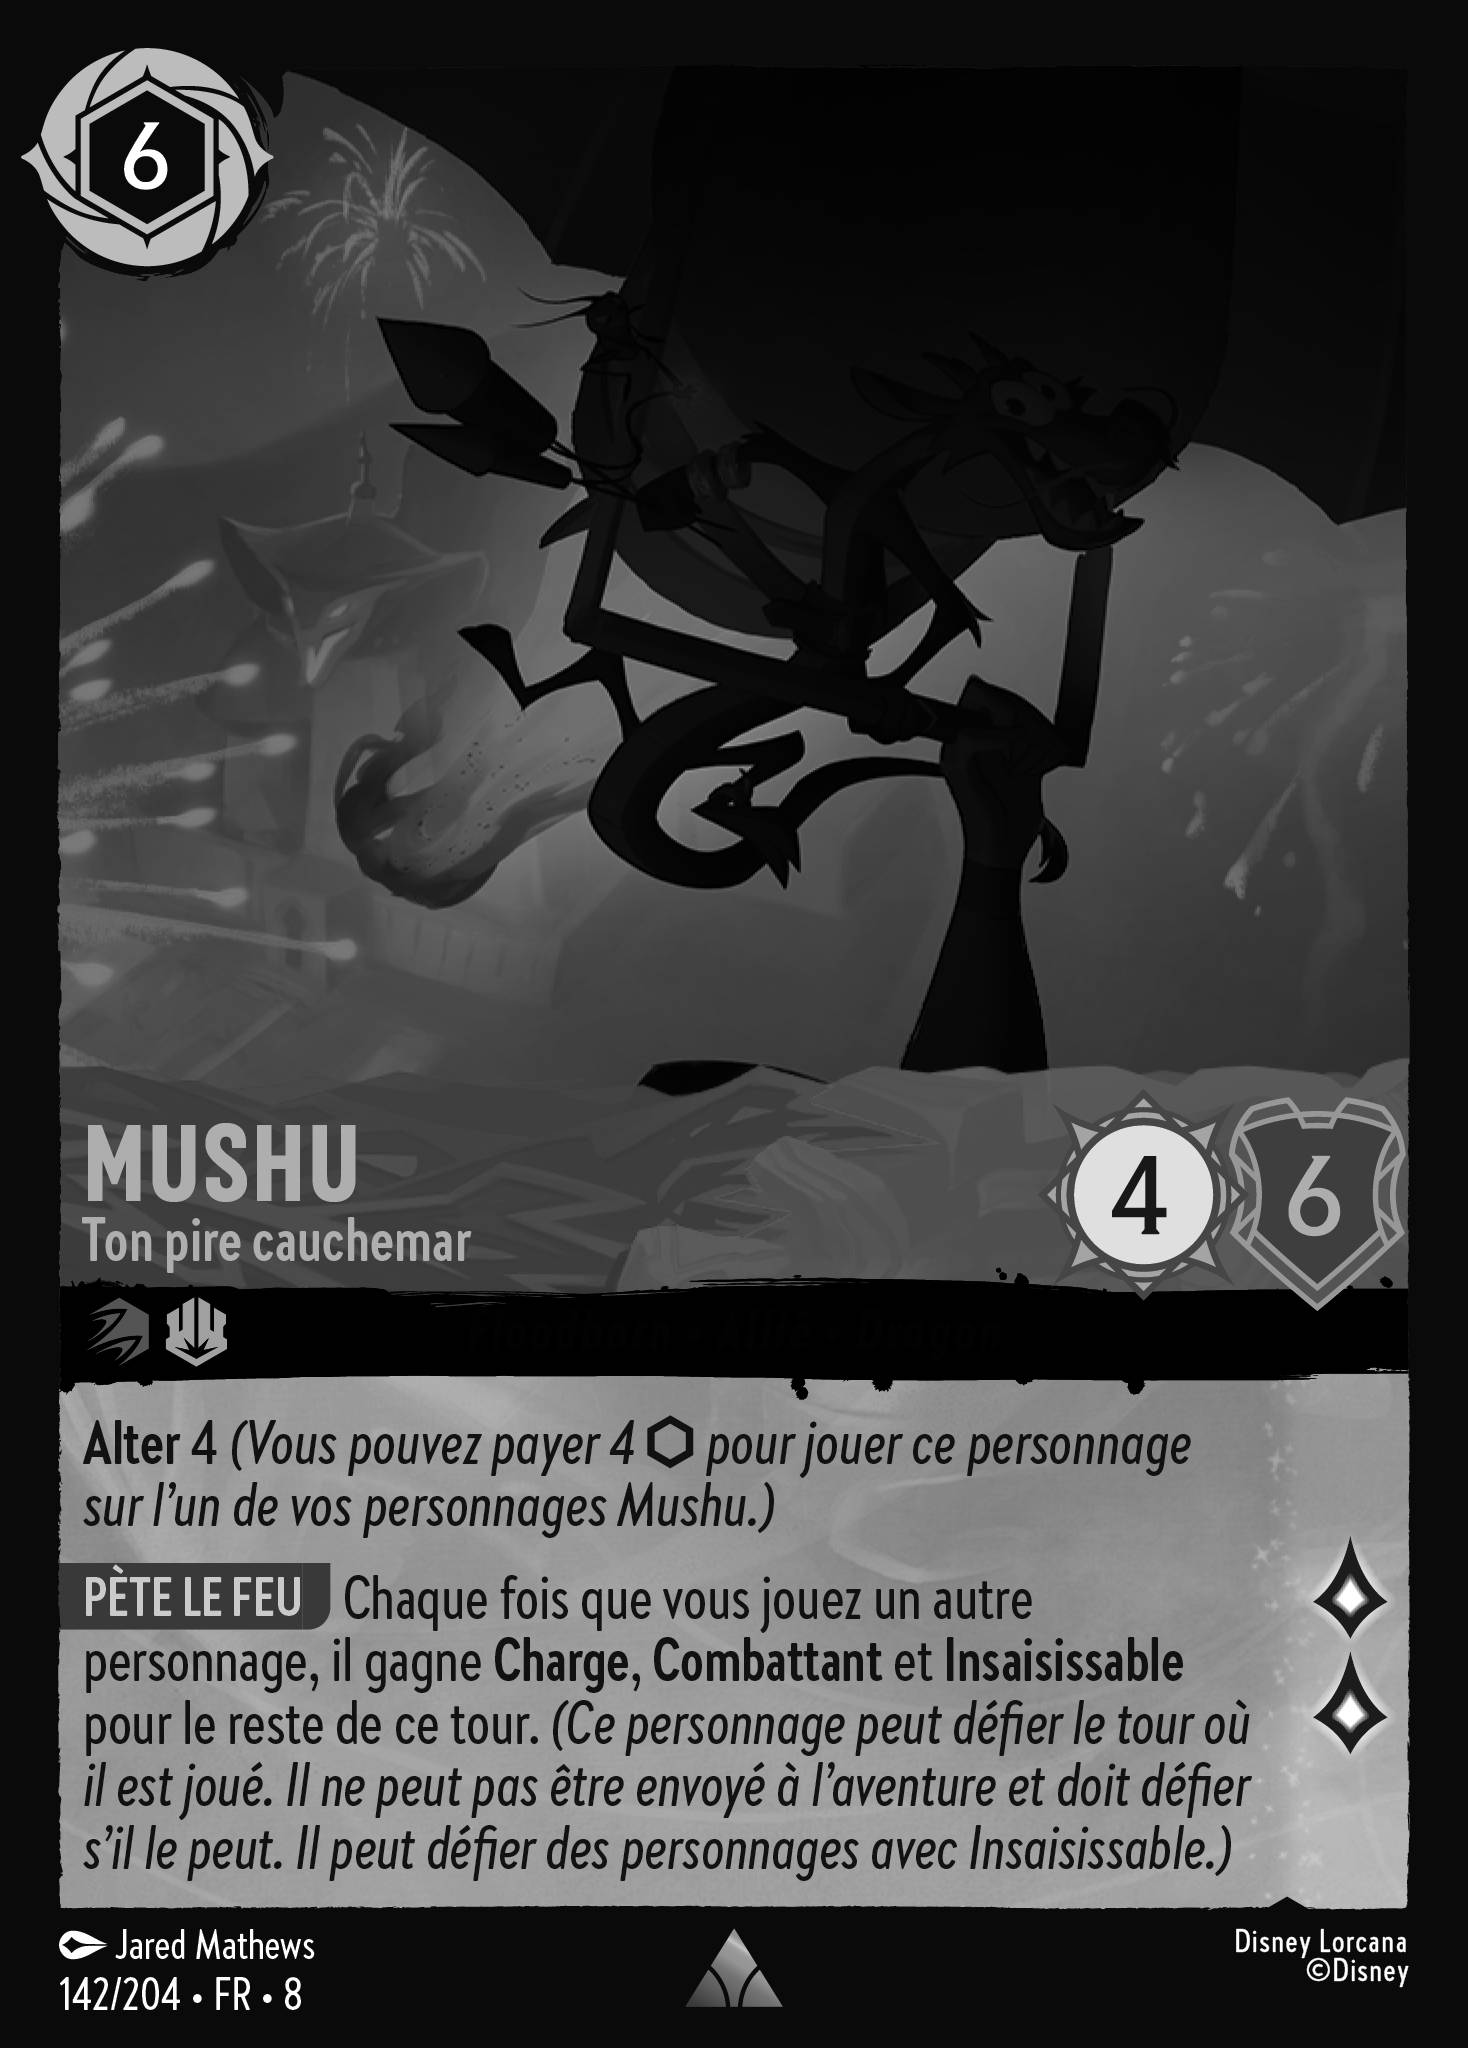 6
MUSHU
Ton pire cauchemar
4
6
Floodborn • Allié • Dragon
Alter 4 (Vous pouvez payer 4 ⬡ pour jouer ce personnage
sur l’un de vos personnages Mushu.)
PÈTE LE FEU Chaque fois que vous jouez un autre
personnage, il gagne Charge, Combattant et Insaisissable
pour le reste de ce tour. (Ce personnage peut défier le tour où
il est joué. Il ne peut pas être envoyé à l’aventure et doit défier
s’il le peut. Il peut défier des personnages avec Insaisissable.)
Jared Mathews
142/204 • FR • 8
Disney Lorcana
©Disney